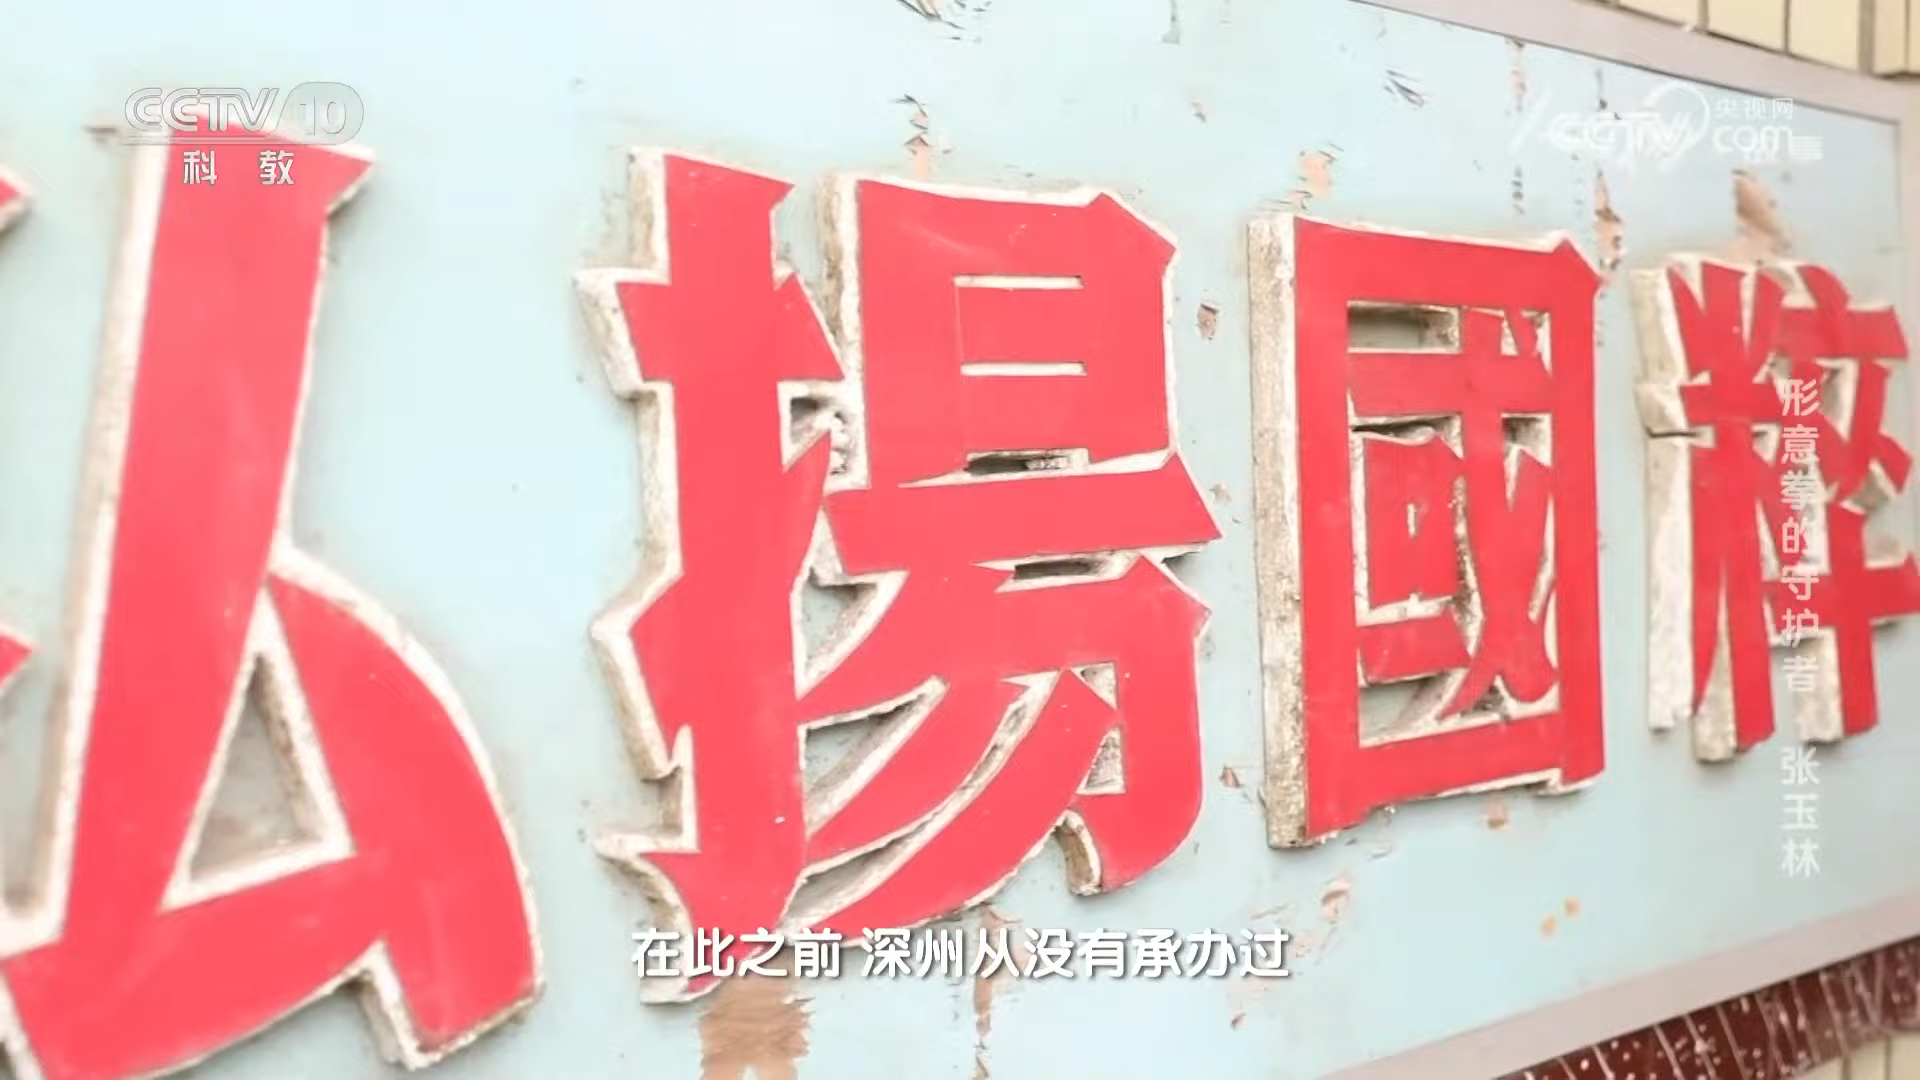 CCTV 10
科 教
央视网
CCTV.com
弘揚國粹
形意拳的守护者 张玉林
在此之前 深州从没有承办过